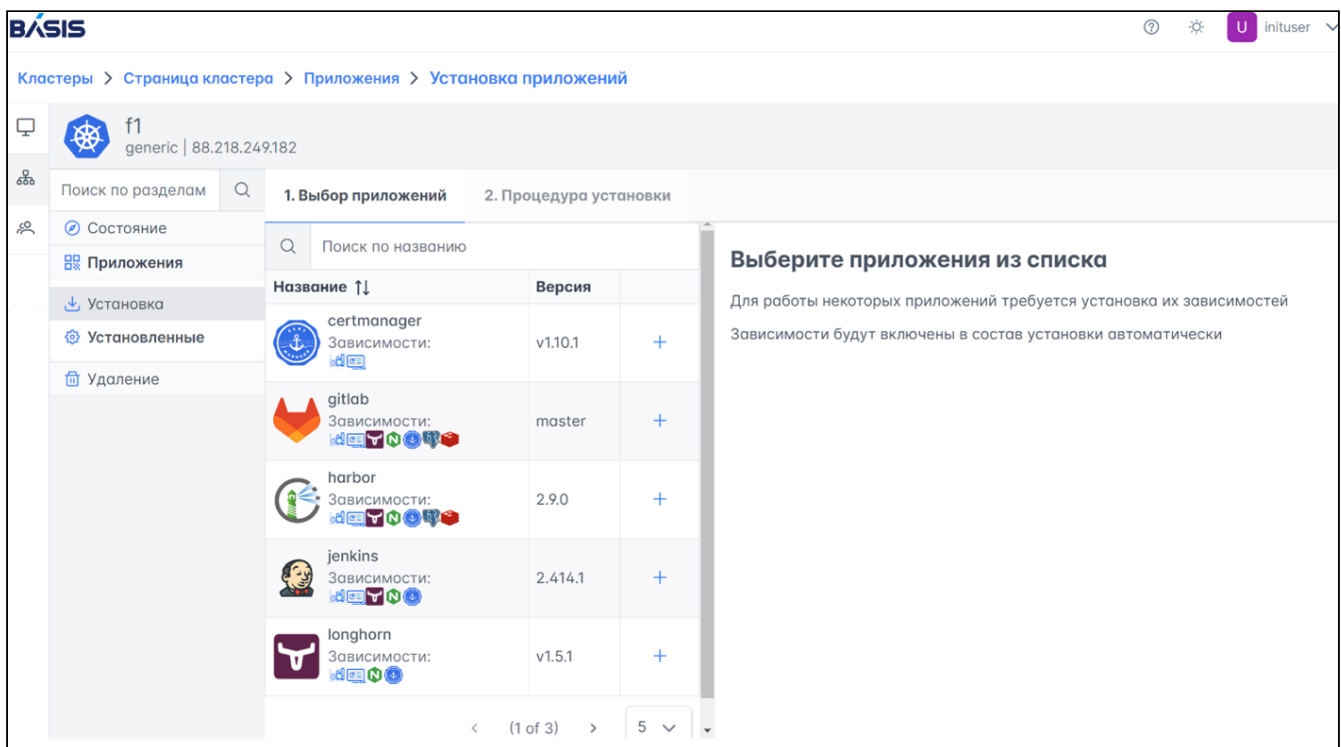 BASIS
U inituser
Кластеры > Страница кластера > Приложения > Установка приложений
f1
generic | 88.218.249.182
Поиск по разделам
1. Выбор приложений
2. Процедура установки
Состояние
Приложения
Установка
Установленные
Удаление
Поиск по названию
Название
Версия
certmanager
Зависимости:
v1.10.1
+
gitlab
Зависимости:
master
+
harbor
Зависимости:
2.9.0
+
jenkins
Зависимости:
2.414.1
+
longhorn
Зависимости:
v1.5.1
+
< (1 of 3) > 5
Выберите приложения из списка
Для работы некоторых приложений требуется установка их зависимостей
Зависимости будут включены в состав установки автоматически